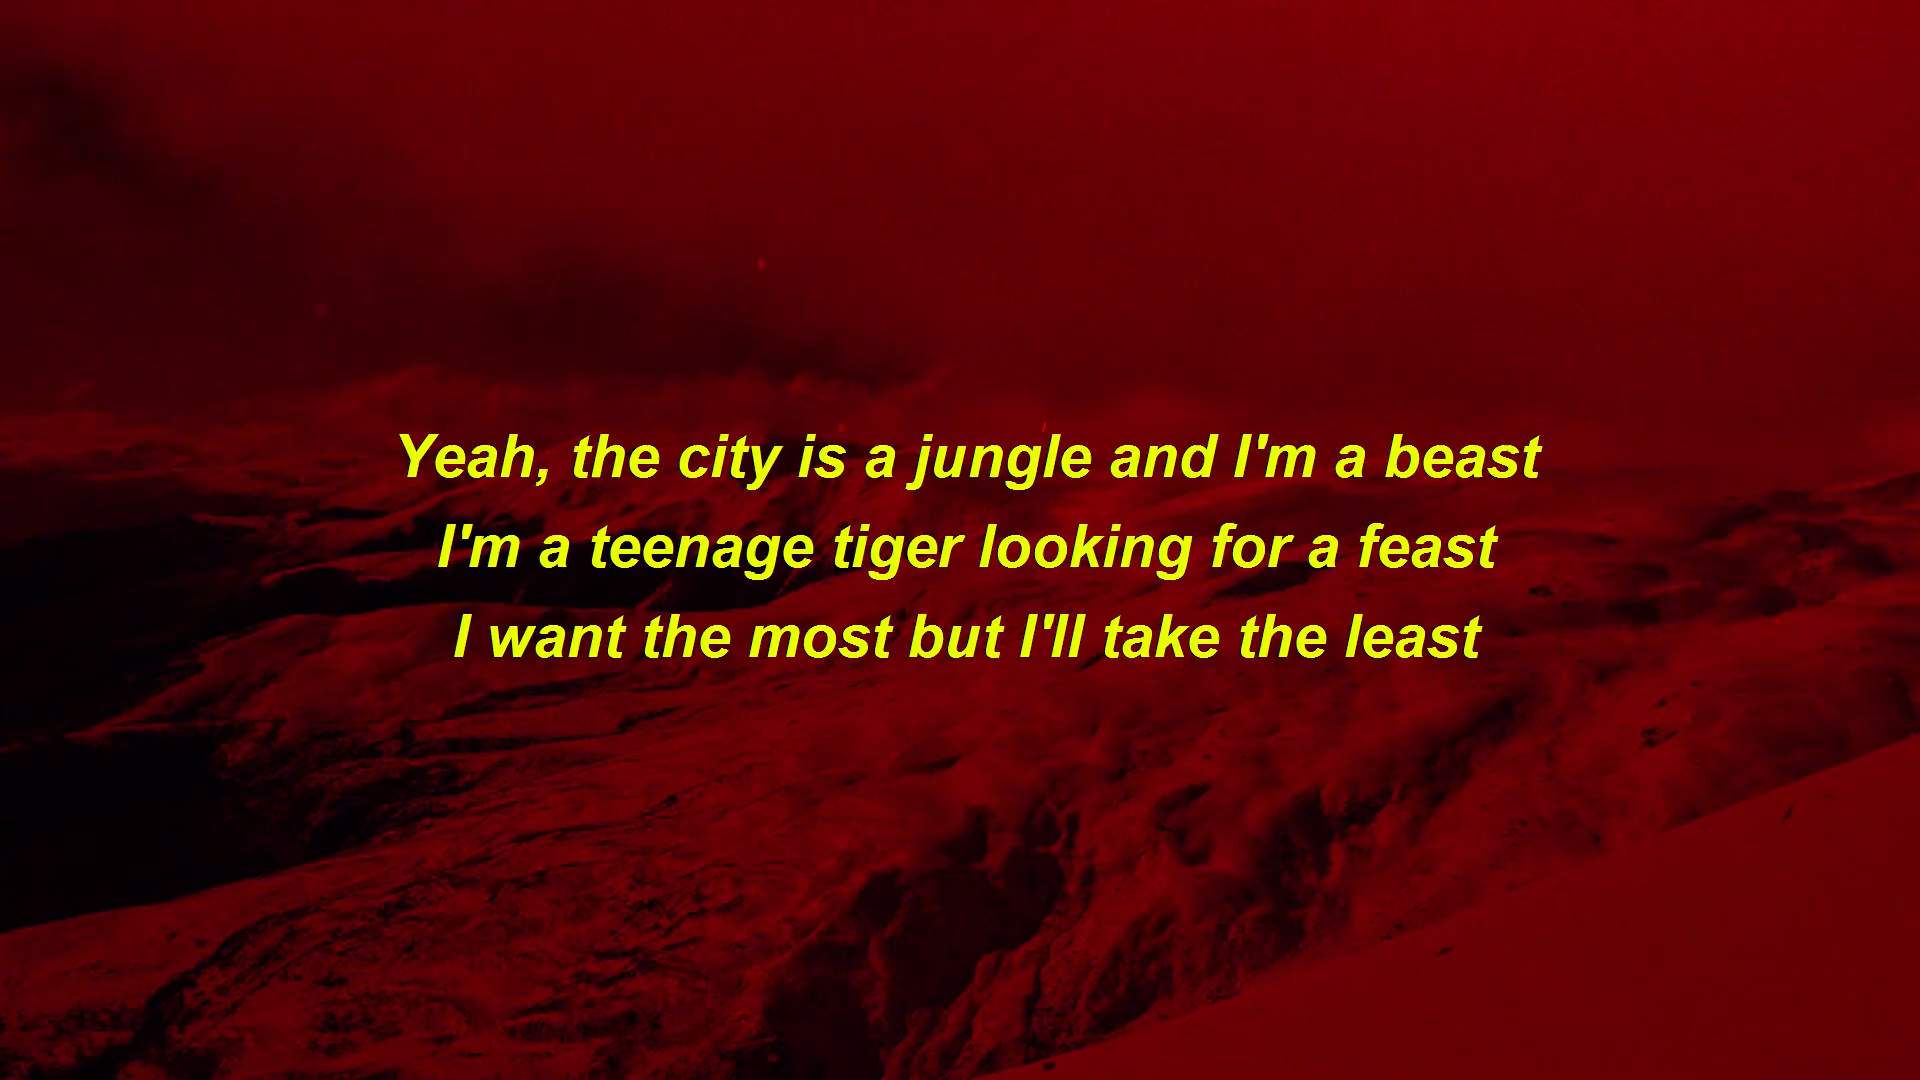 Yeah, the city is a jungle and I'm a beast
I'm a teenage tiger looking for a feast
I want the most but I'll take the least